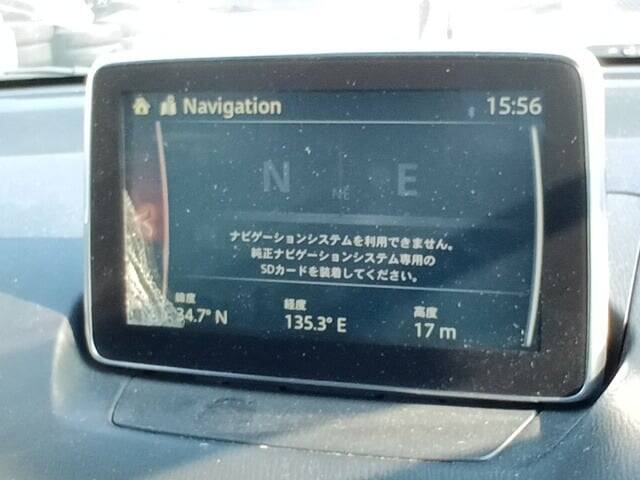 Navigation 15:56
N NE E
ナビゲーションシステムを利用できません。
純正ナビゲーションシステム専用の
SDカードを装着してください。
緯度 経度 高度
34.7° N 135.3° E 17 m